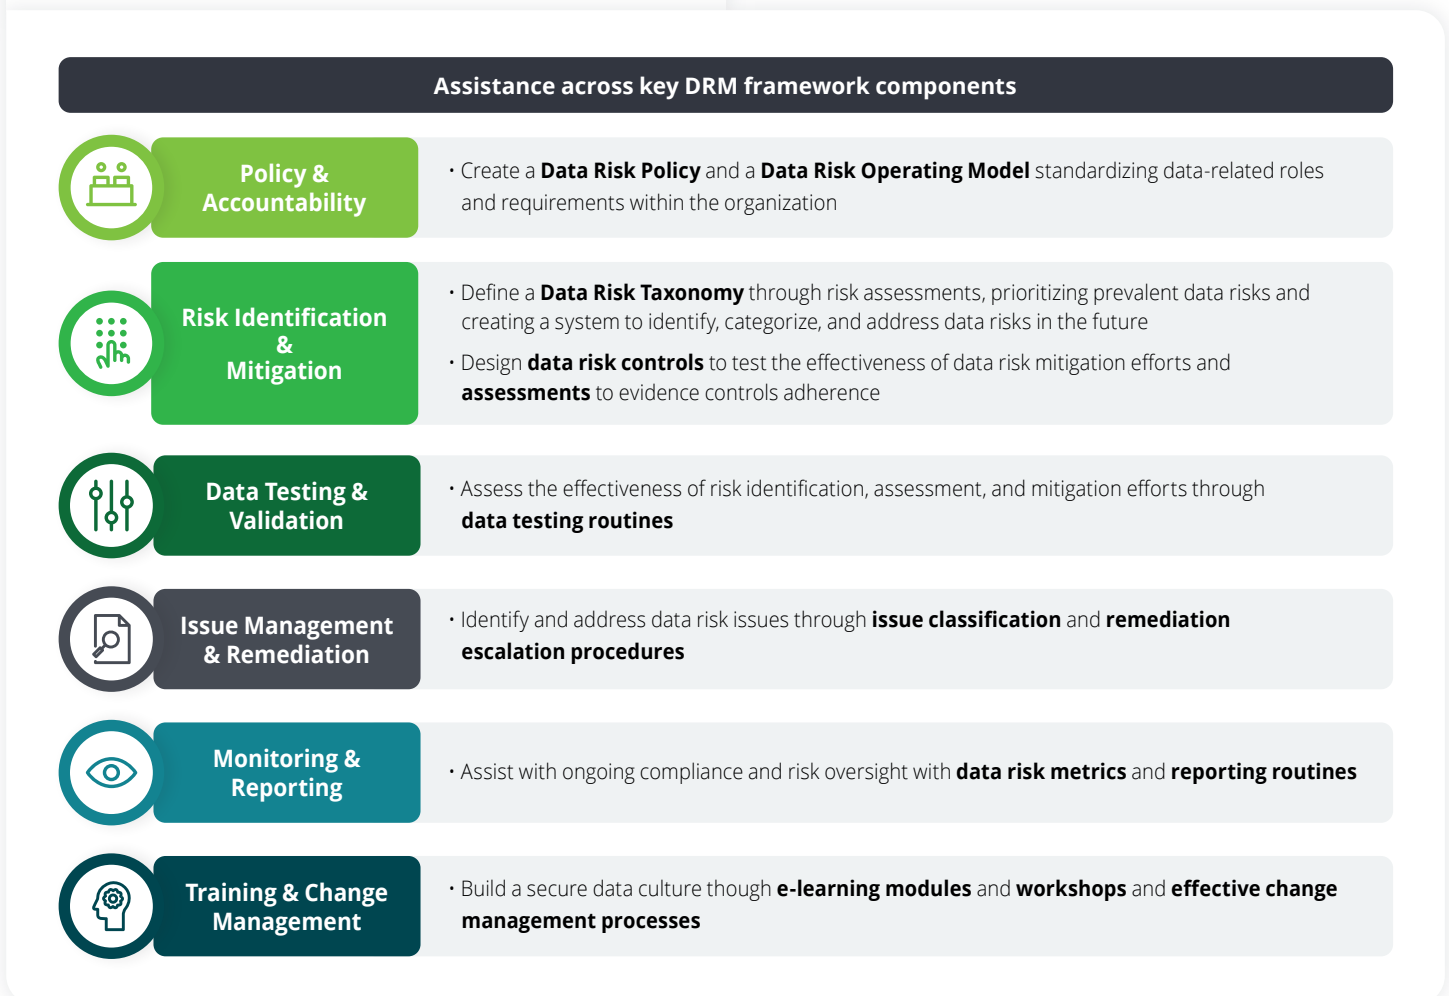 Assistance across key DRM framework components
Policy &
Accountability
• Create a Data Risk Policy and a Data Risk Operating Model standardizing data-related roles
and requirements within the organization
Risk Identification
&
Mitigation
• Define a Data Risk Taxonomy through risk assessments, prioritizing prevalent data risks and
creating a system to identify, categorize, and address data risks in the future
• Design data risk controls to test the effectiveness of data risk mitigation efforts and
assessments to evidence controls adherence
Data Testing &
Validation
• Assess the effectiveness of risk identification, assessment, and mitigation efforts through
data testing routines
Issue Management
& Remediation
• Identify and address data risk issues through issue classification and remediation
escalation procedures
Monitoring &
Reporting
• Assist with ongoing compliance and risk oversight with data risk metrics and reporting routines
Training & Change
Management
• Build a secure data culture though e-learning modules and workshops and effective change
management processes